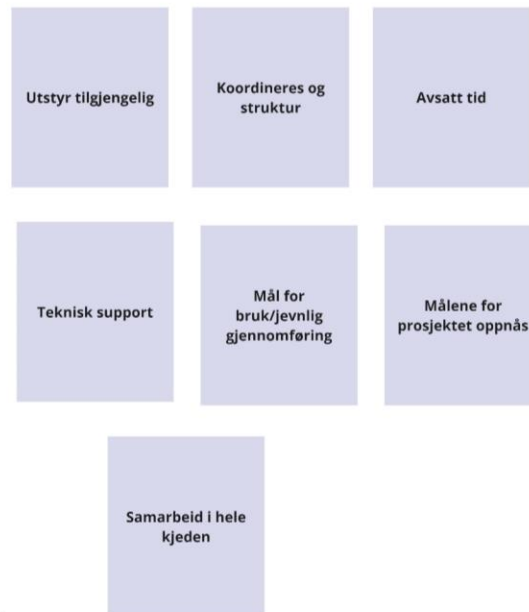 Utstyr tilgjengelig
Koordineres og
struktur
Avsatt tid
Teknisk support
Mål for
bruk/jevnlig
gjennomføring
Målene for
prosjektet oppnås
Samarbeid i hele
kjeden